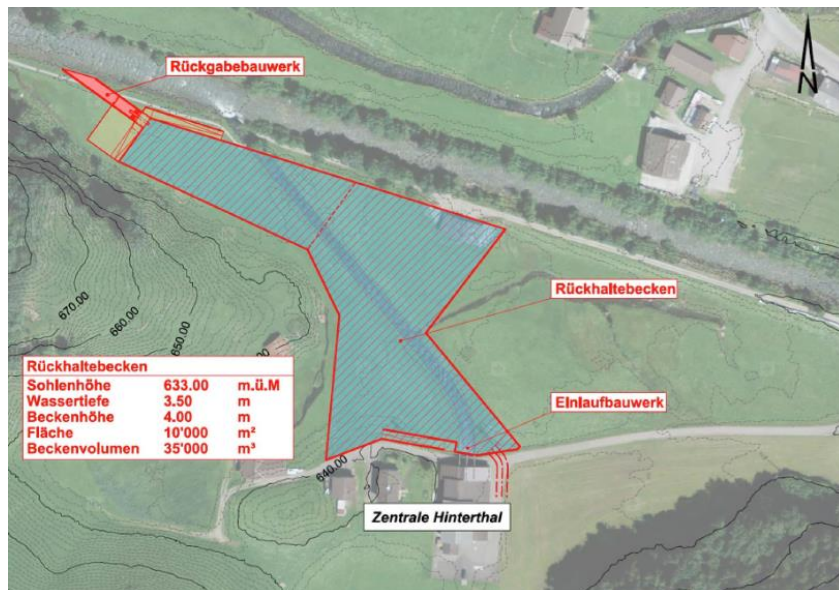 Rückgabebauwerk
N
Rückhaltebecken
670.00
660.00
650.00
Rückhaltebecken
Sohlenhöhe 633.00 m.ü.M
Wassertiefe 3.50 m
Beckenhöhe 4.00 m
Fläche 10'000 m²
Beckenvolumen 35'000 m³
Einlaufbauwerk
640.00
Zentrale Hinterthal